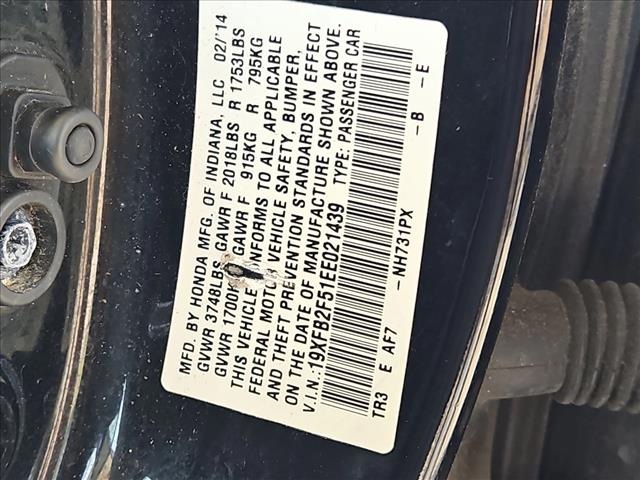 MFD. BY HONDA MFG. OF INDIANA, LLC 02/'14
GVWR 3748LBS GAWR F 2018LBS R 1753LBS
GVWR 1700 GAWR F 915KG R 795KG
THIS VEHICLE CONFORMS TO ALL APPLICABLE
FEDERAL MOTOR VEHICLE SAFETY, BUMPER,
AND THEFT PREVENTION STANDARDS IN EFFECT
ON THE DATE OF MANUFACTURE SHOWN ABOVE.
V.I.N.:19XFB2F51EE021439 TYPE: PASSENGER CAR
TR3 E AF7 -NH731PX -B -E